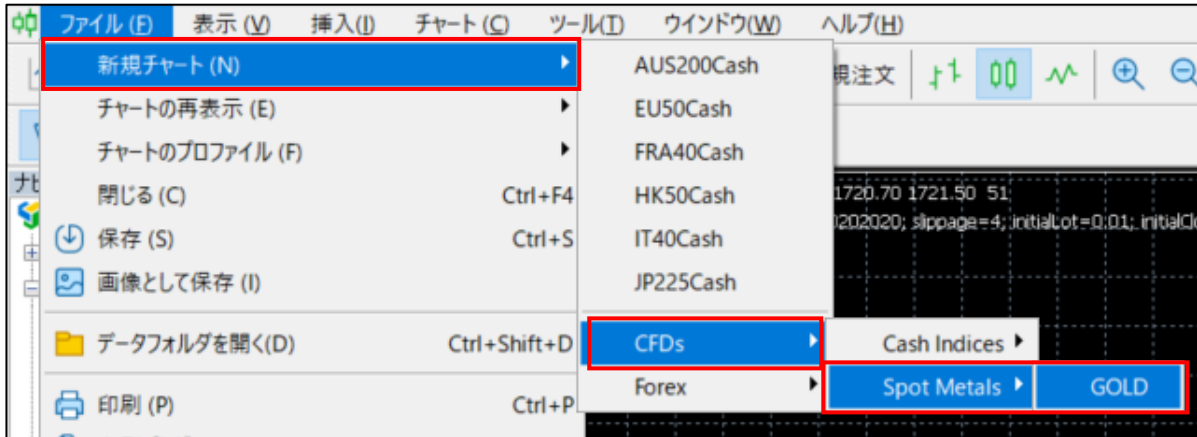 ファイル (F) 表示 (V) 挿入(I) チャート (C) ツール(T) ウインドウ(W) ヘルプ(H)
新規チャート (N)
チャートの再表示 (E)
チャートのプロファイル (F)
閉じる (C) Ctrl+F4
保存 (S) Ctrl+S
画像として保存 (I)
データフォルダを開く(D) Ctrl+Shift+D
印刷 (P) Ctrl+P
AUS200Cash
EU50Cash
FRA40Cash
HK50Cash
IT40Cash
JP225Cash
CFDs
Forex
Cash Indices
Spot Metals
GOLD
規注文
ナビ
1720.70 1721.50 51
0202020; slippage=4; initialLot=0.01; initialClo